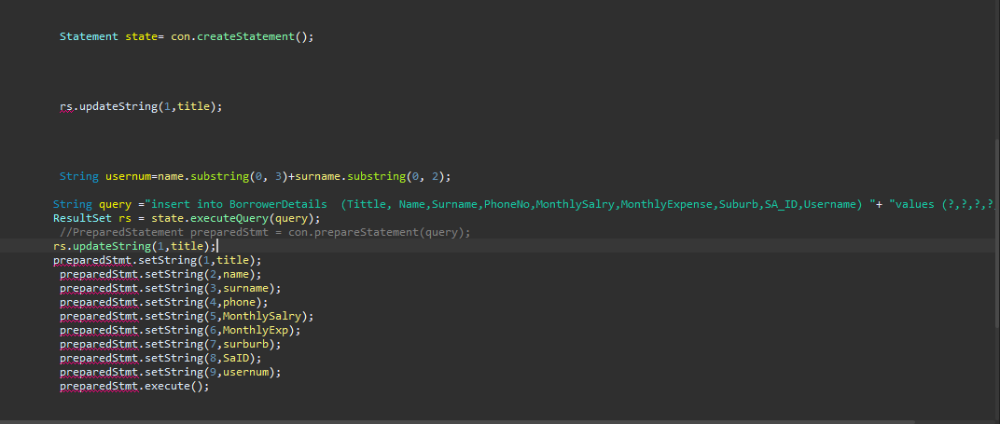 Statement state= con.createStatement();
rs.updateString(1,title);
String usernum=name.substring(0, 3)+surname.substring(0, 2);
String query ="insert into BorrowerDetails  (Tittle, Name,Surname,PhoneNo,MonthlySalry,MonthlyExpense,Suburb,SA_ID,Username) "+ "values (?,?,?,?
ResultSet rs = state.executeQuery(query);
//PreparedStatement preparedStmt = con.prepareStatement(query);
rs.updateString(1,title);
preparedStmt.setString(1,title);
preparedStmt.setString(2,name);
preparedStmt.setString(3,surname);
preparedStmt.setString(4,phone);
preparedStmt.setString(5,MonthlySalry);
preparedStmt.setString(6,MonthlyExp);
preparedStmt.setString(7,surburb);
preparedStmt.setString(8,SaID);
preparedStmt.setString(9,usernum);
preparedStmt.execute();